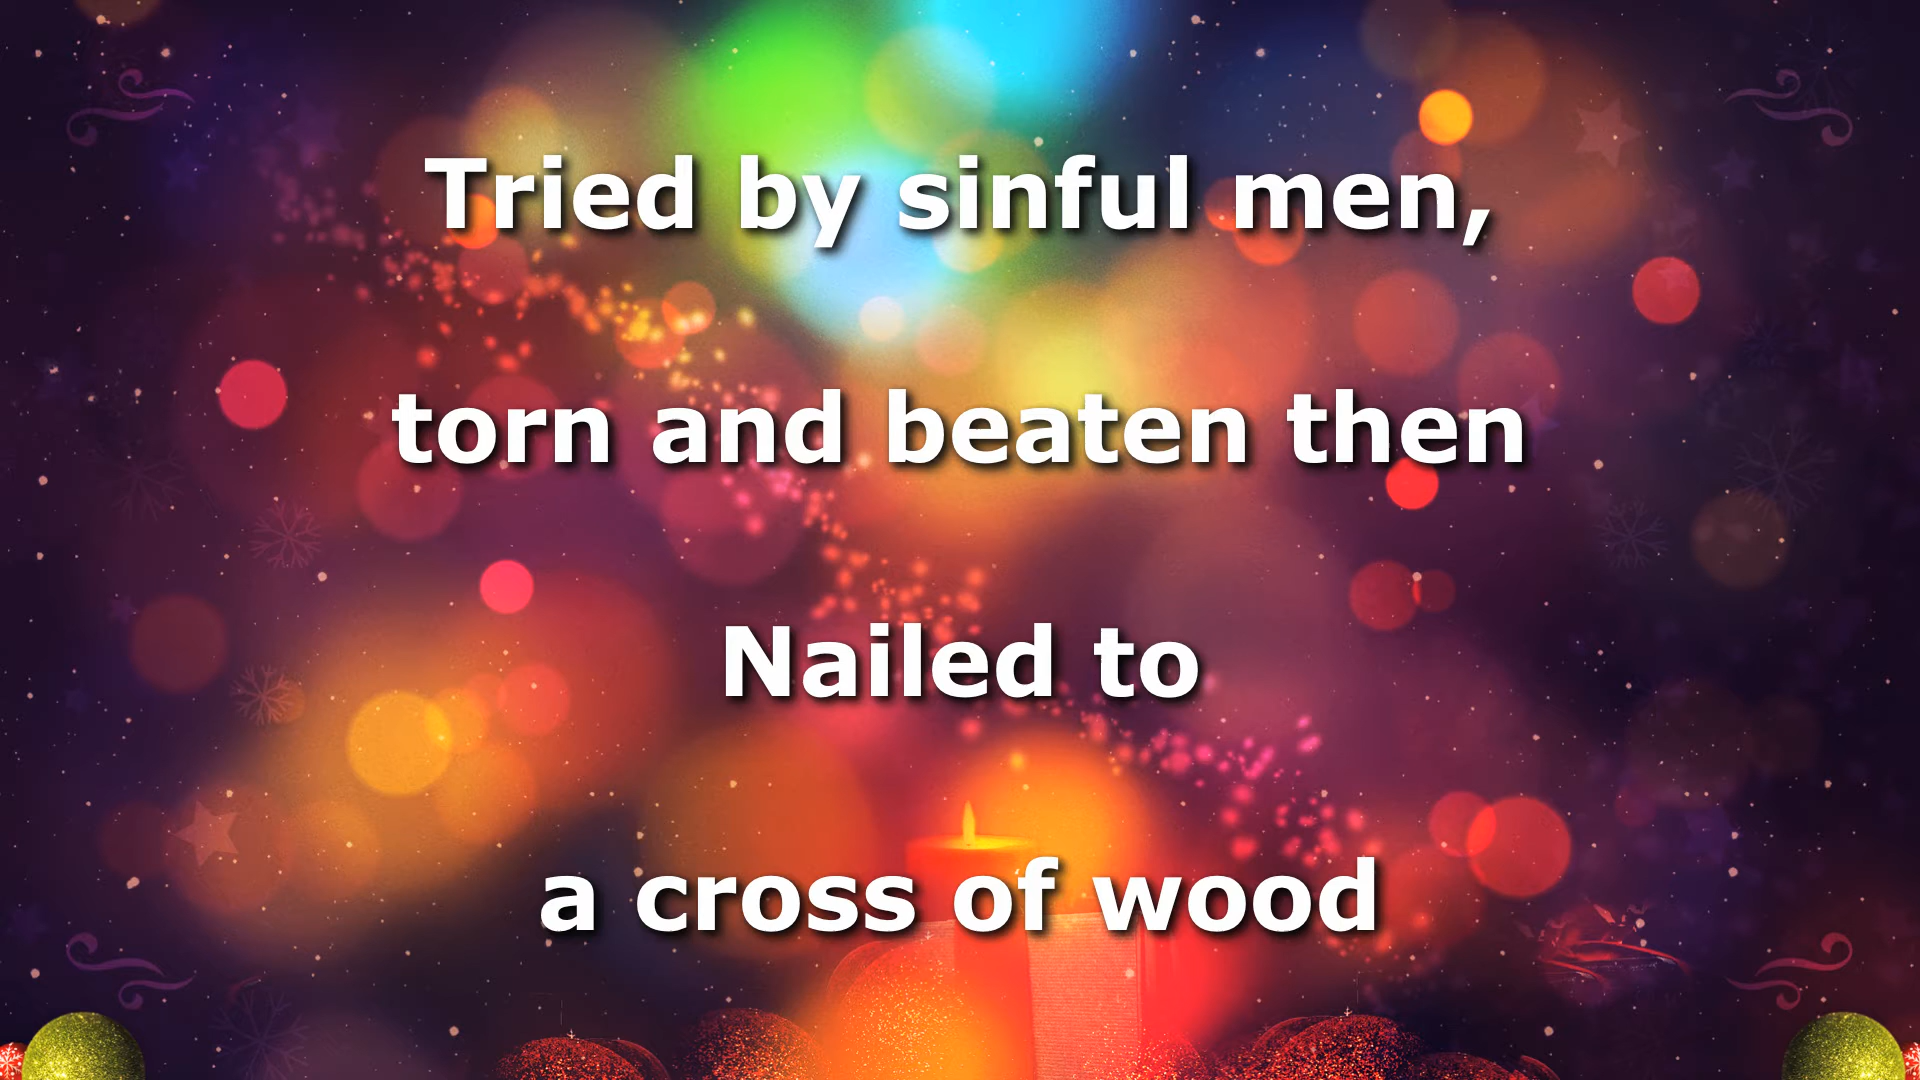 Tried by sinful men,
torn and beaten then
Nailed to
a cross of wood